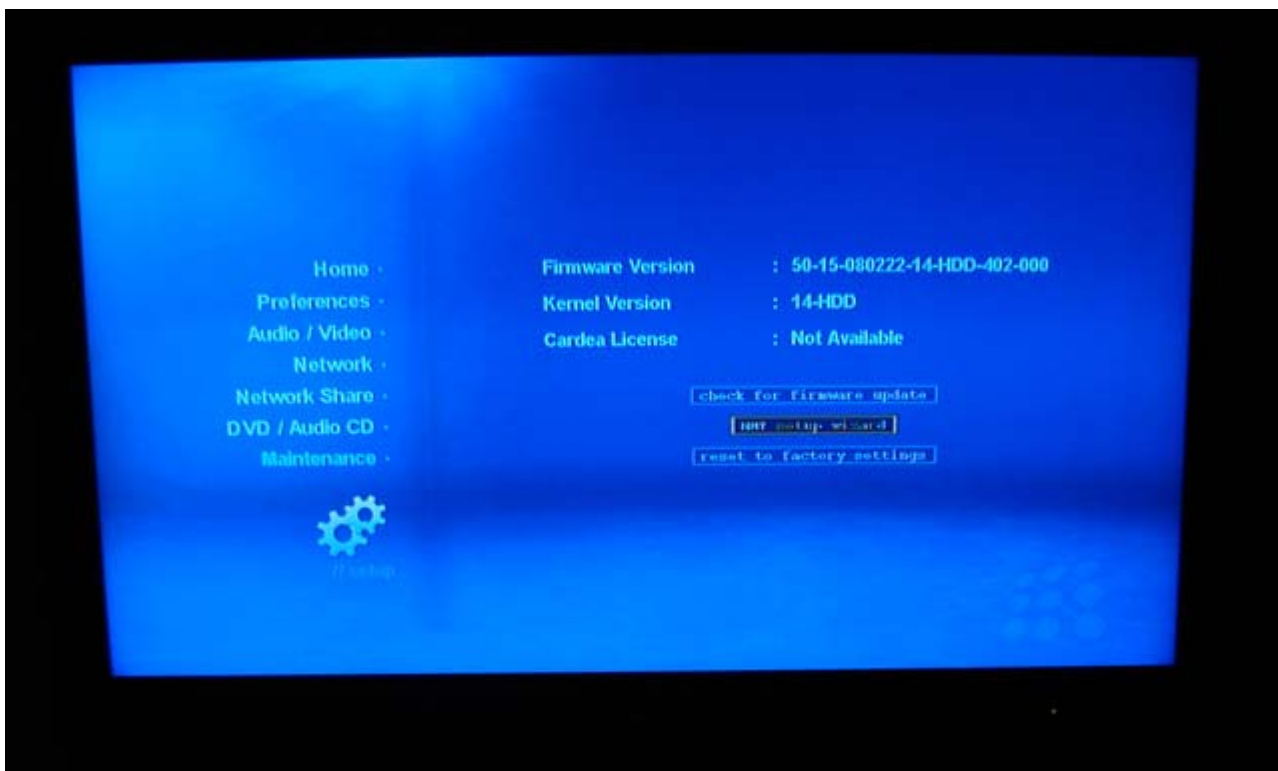 Home
Preferences
Audio / Video
Network
Network Share
DVD / Audio CD
Maintenance
// setup
Firmware Version : 50-15-080222-14-HDD-402-000
Kernel Version : 14-HDD
Cardea License : Not Available
check for firmware update
NMT setup wizard
reset to factory settings